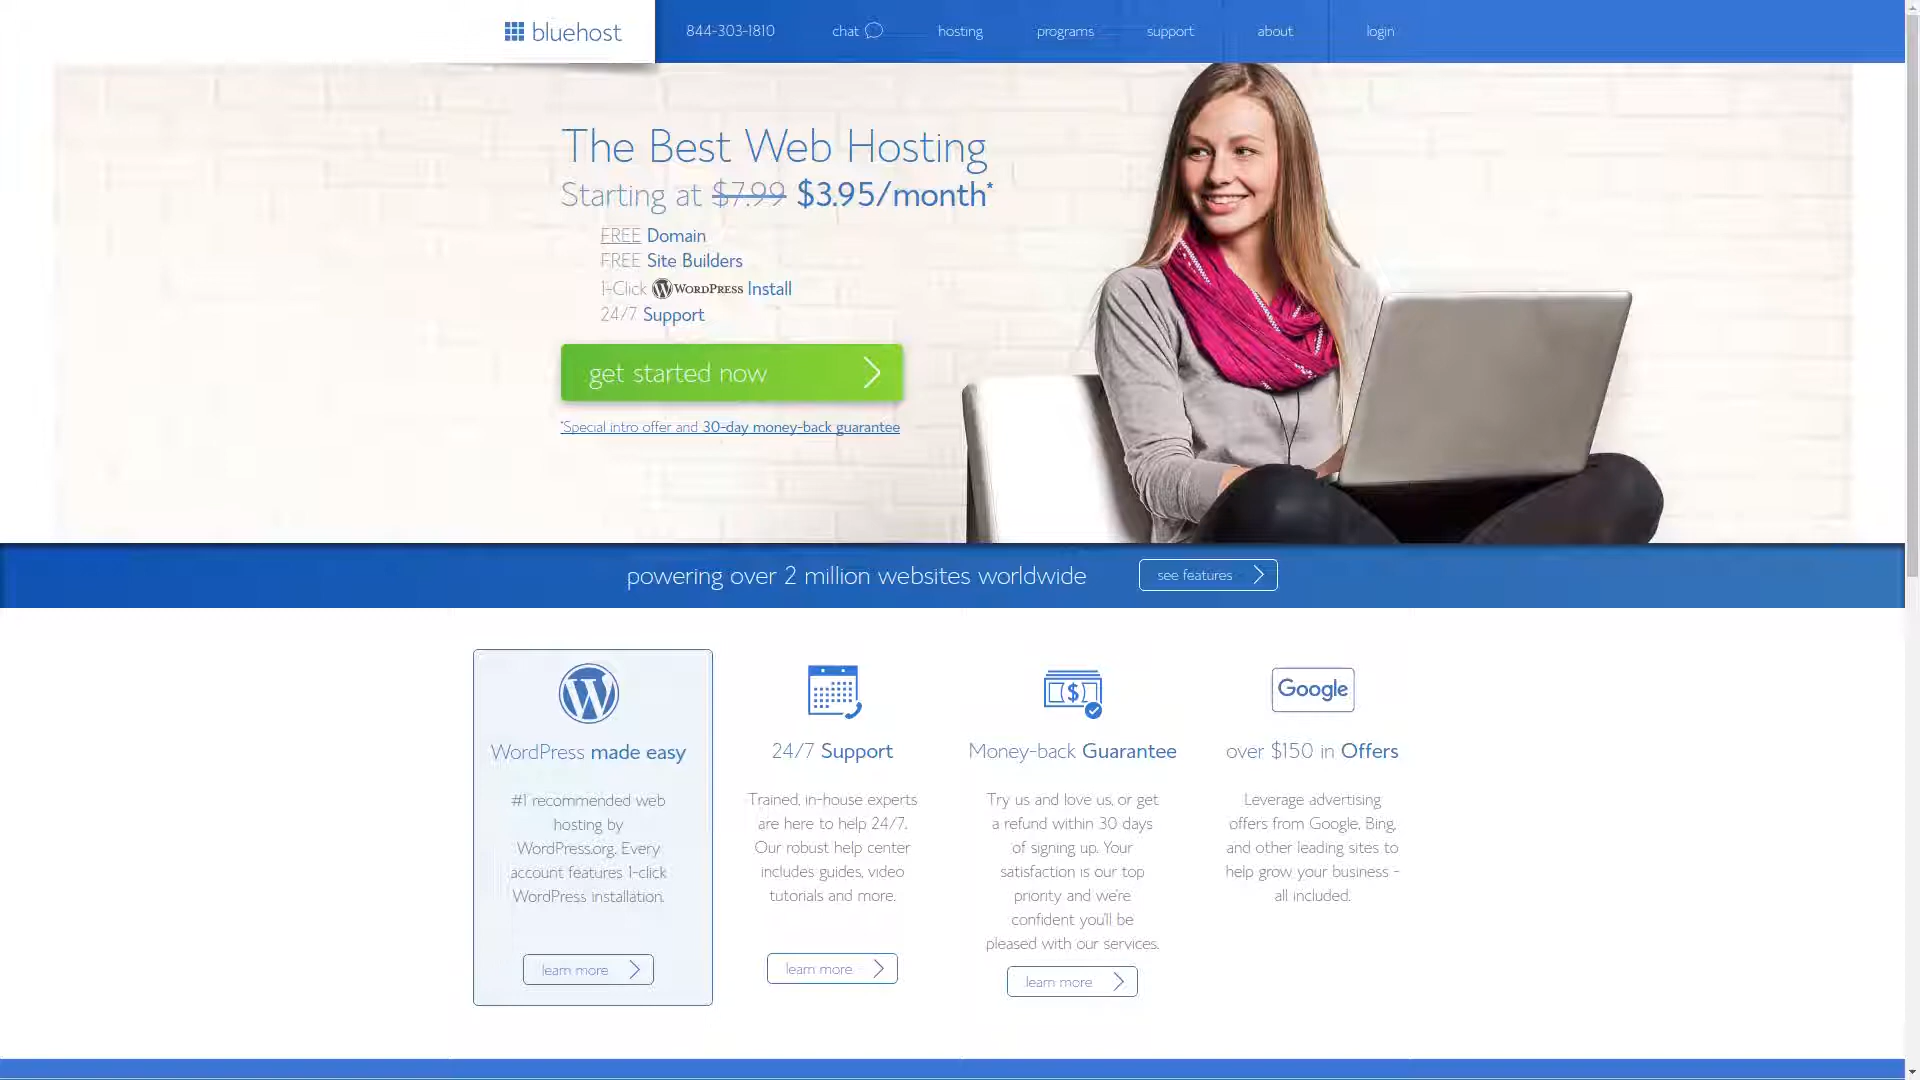 bluehost
844-303-1810
chat
hosting
programs
support
about
login
The Best Web Hosting
Starting at $7.99 $3.95/month*
FREE Domain
FREE Site Builders
1-Click WORDPRESS Install
24/7 Support
get started now
*Special intro offer and 30-day money-back guarantee
powering over 2 million websites worldwide
see features
WordPress made easy
#1 recommended web
hosting by
WordPress.org. Every
account features 1-click
WordPress installation.
learn more
24/7 Support
Trained, in-house experts
are here to help 24/7.
Our robust help center
includes guides, video
tutorials and more.
learn more
Money-back Guarantee
Try us and love us, or get
a refund within 30 days
of signing up. Your
satisfaction is our top
priority and we're
confident you'll be
pleased with our services.
learn more
Google
over $150 in Offers
Leverage advertising
offers from Google, Bing,
and other leading sites to
help grow your business -
all included.